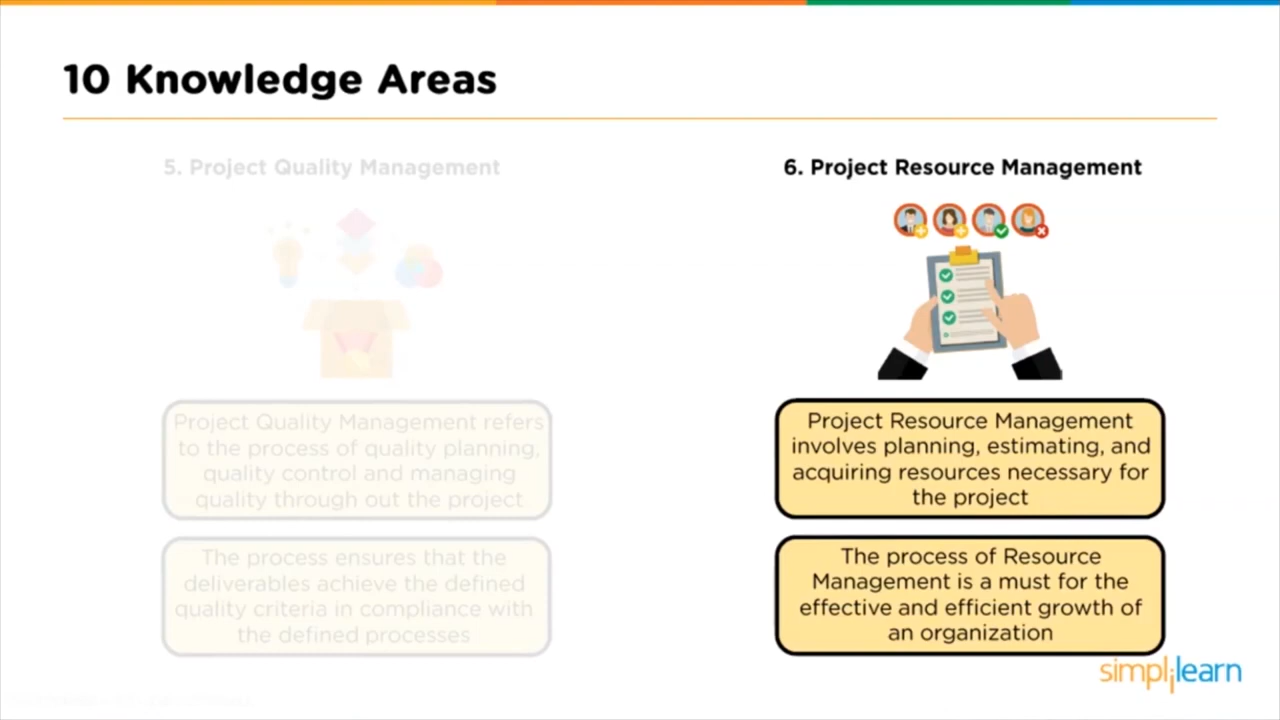 10 Knowledge Areas
5. Project Quality Management
Project Quality Management refers
to the process of quality planning,
quality control and managing
quality through out the project
The process ensures that the
deliverables achieve the defined
quality criteria in compliance with
the defined processes
6. Project Resource Management
Project Resource Management
involves planning, estimating, and
acquiring resources necessary for
the project
The process of Resource
Management is a must for the
effective and efficient growth of
an organization
simplilearn